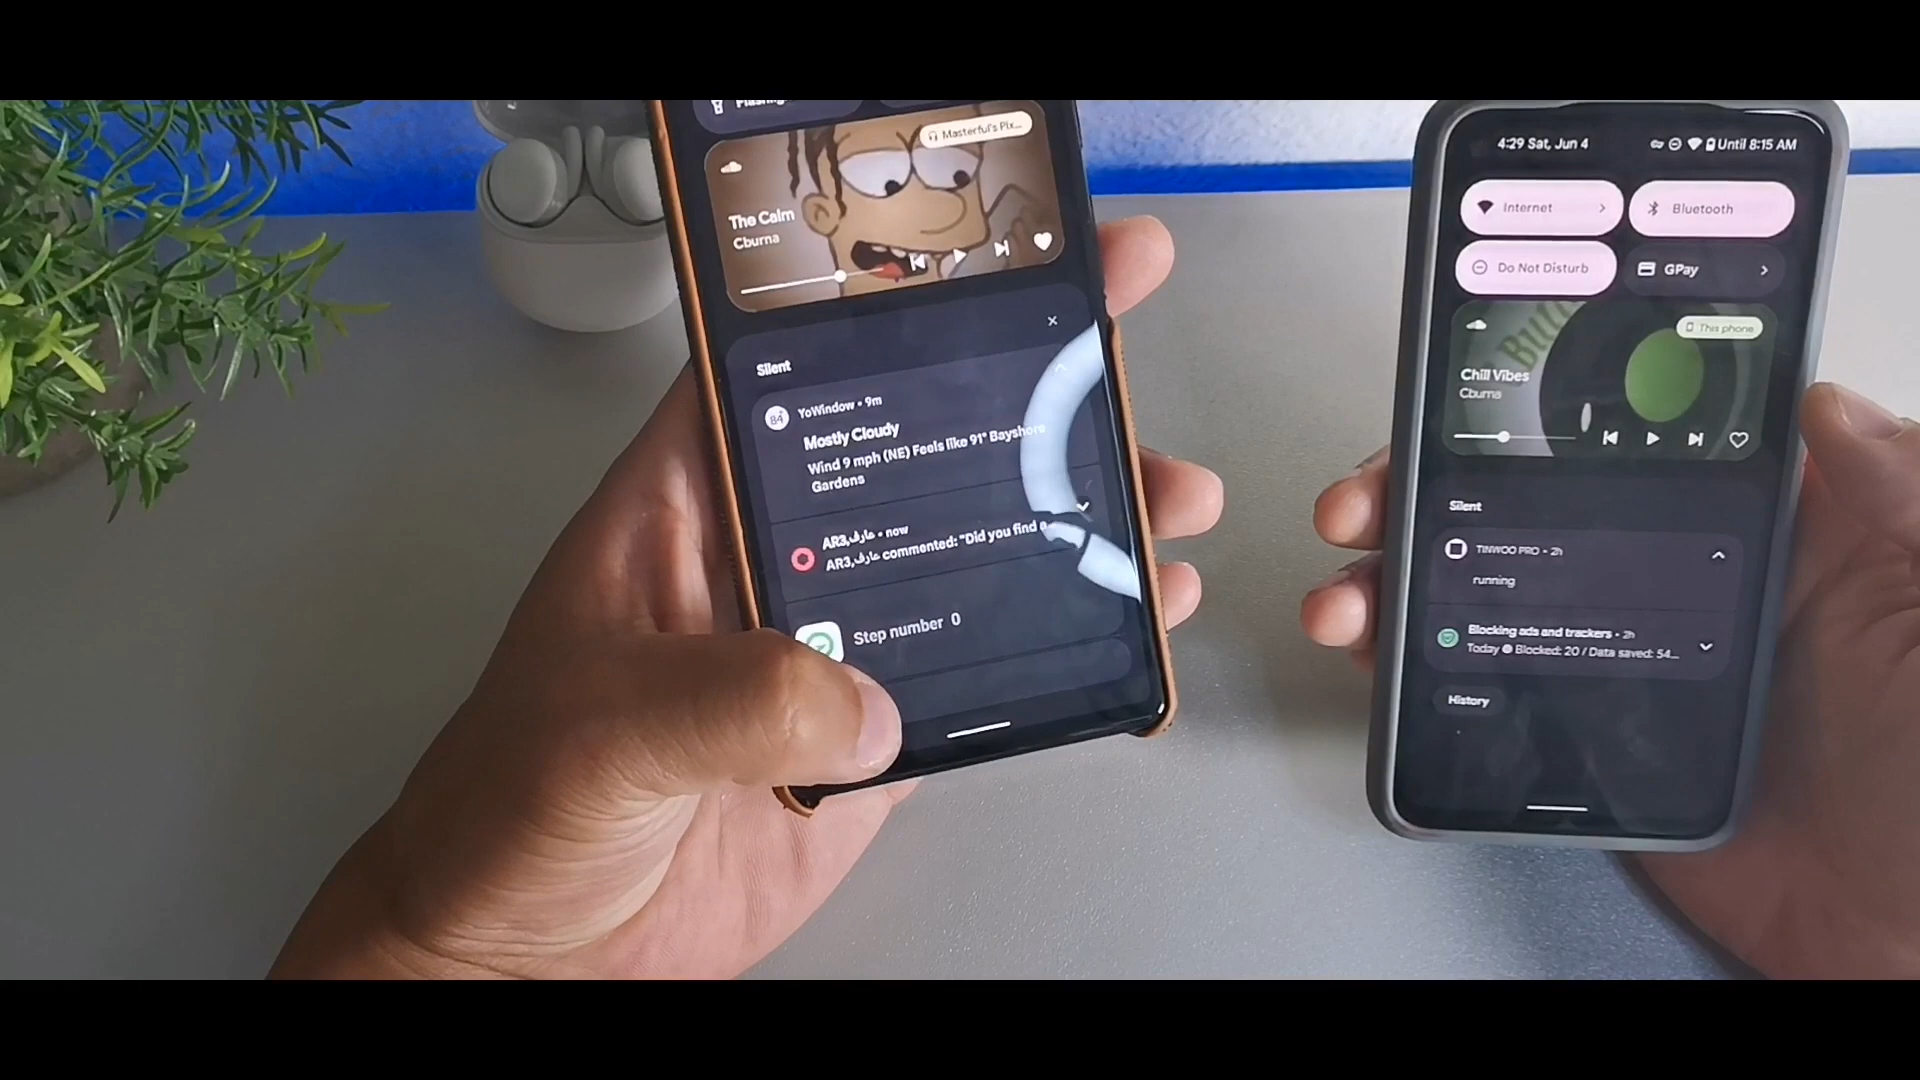 Masterful's Pix...
The Calm
Cburna
Silent
YoWindow • 9m
Mostly Cloudy
Wind 9 mph (NE) Feels like 91° Bayshore
Gardens
AR3,عارف • now
AR3,عارف commented: "Did you find a...
Step number 0
4:29 Sat, Jun 4
Until 8:15 AM
Internet
Bluetooth
Do Not Disturb
GPay
This phone
Chill Vibes
Cburna
Silent
TINWOO PRO • 2h
running
Blocking ads and trackers • 2h
Today Blocked: 20 / Data saved: 54...
History